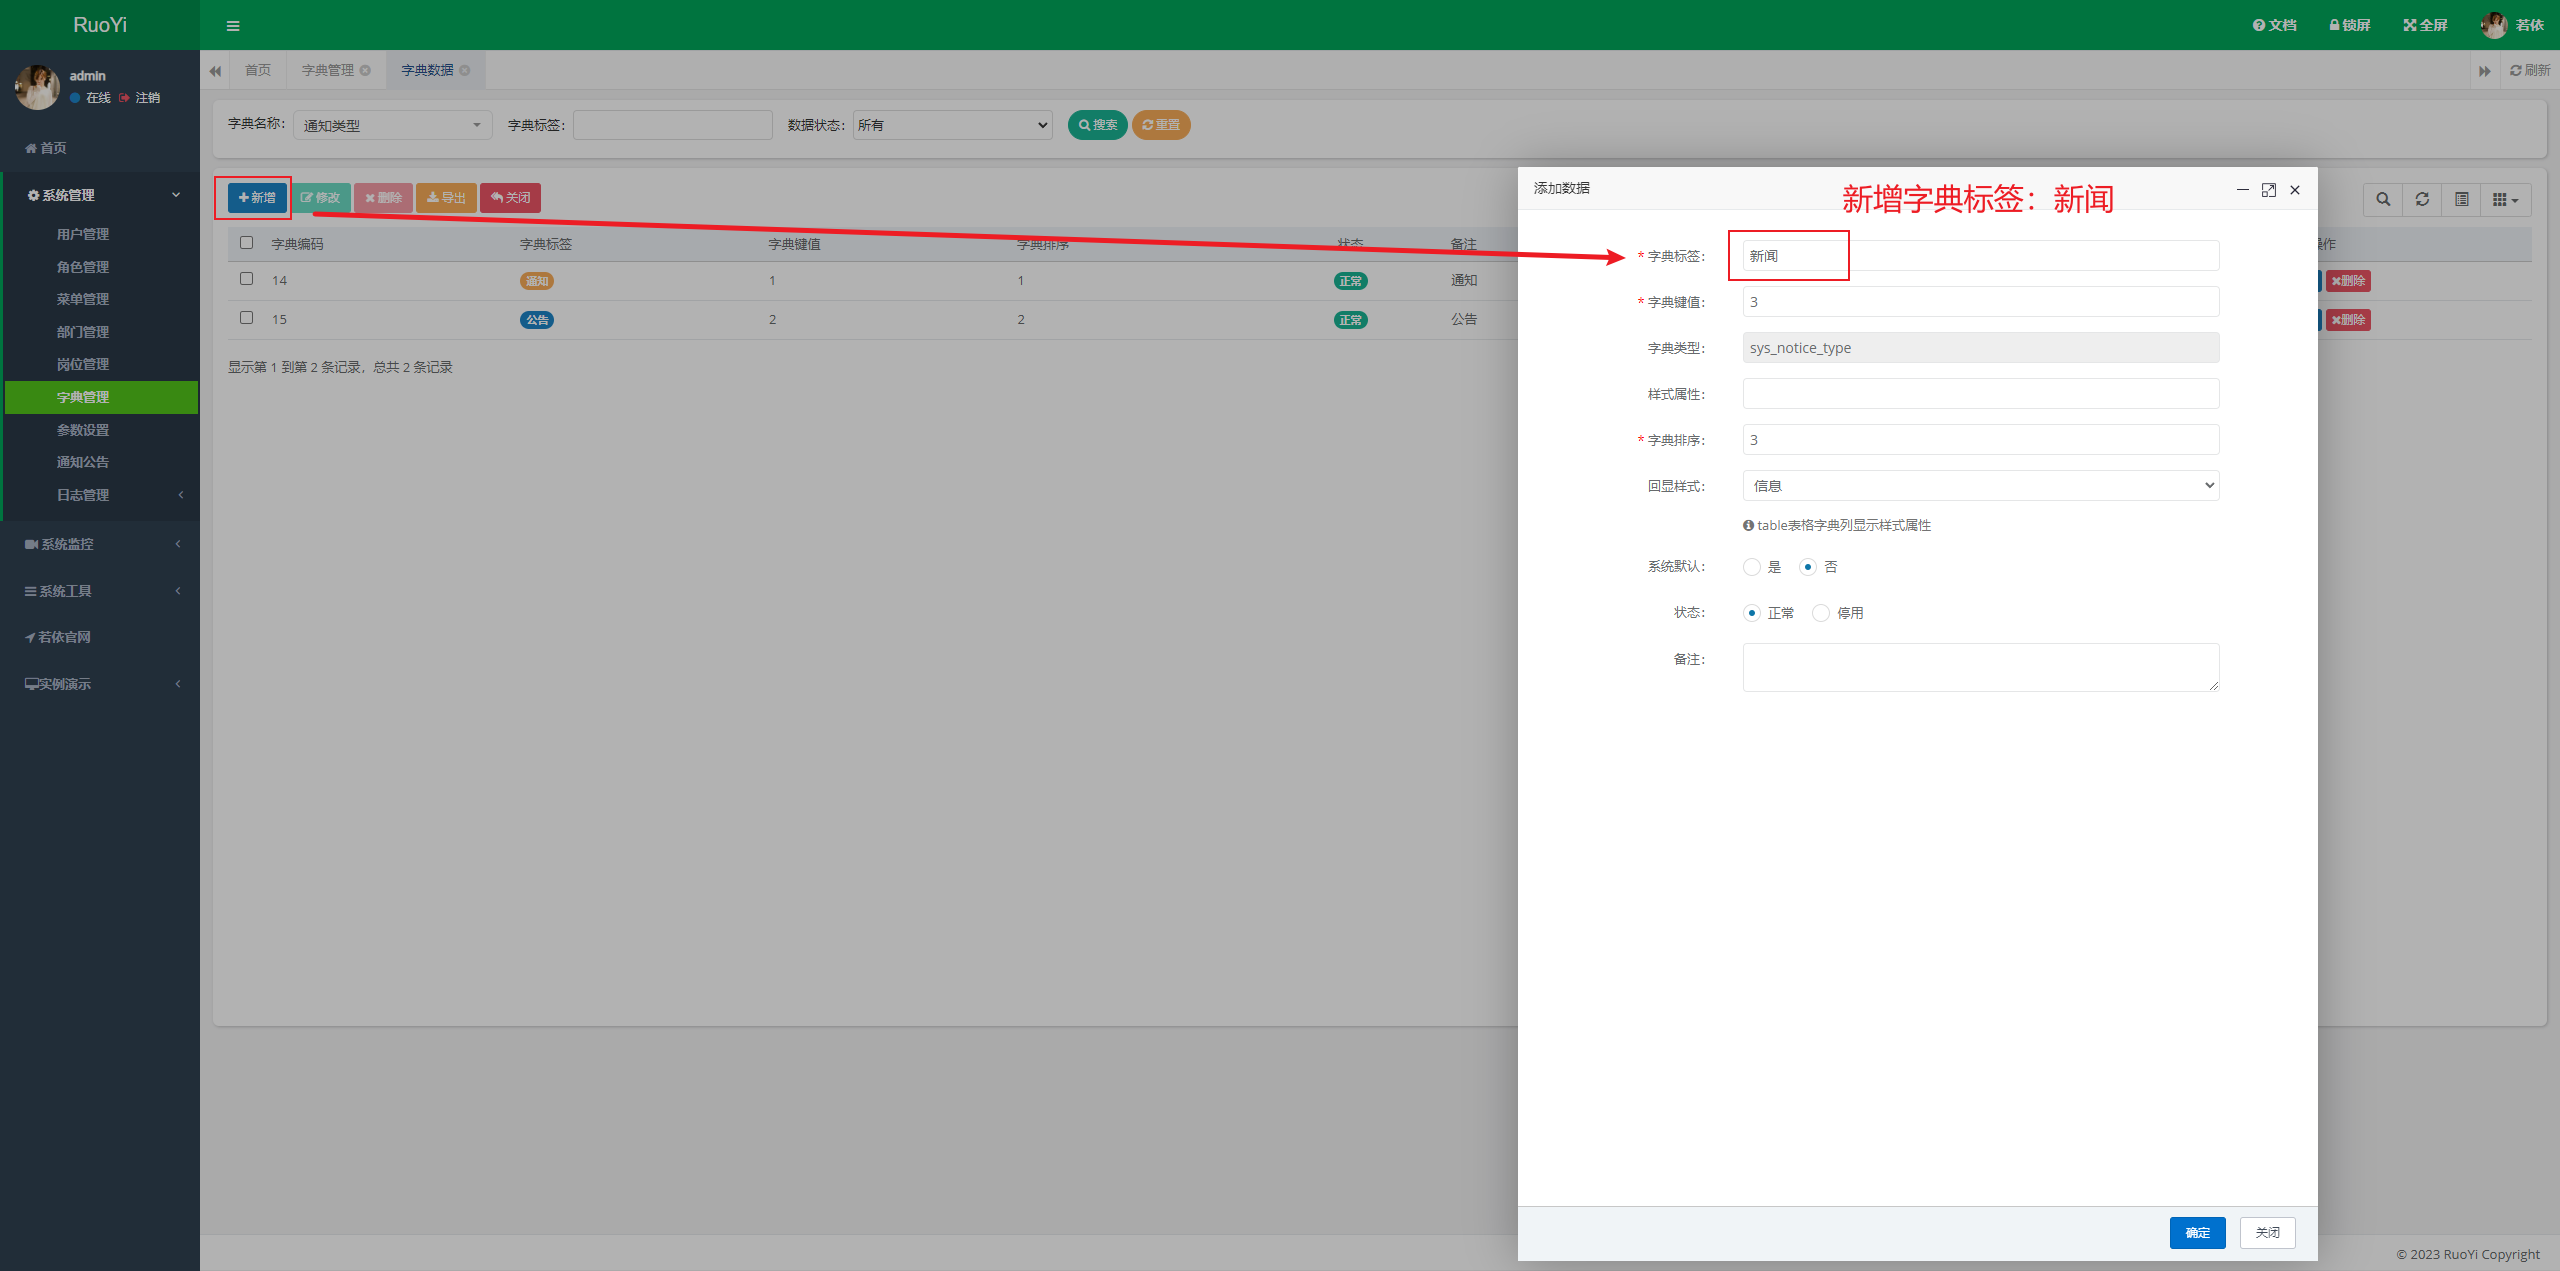 RuoYi
文档 锁屏 全屏 若依
admin
在线 注销
首页 字典管理 字典数据 刷新
字典名称： 通知类型 字典标签： 数据状态： 所有 搜索 重置
首页
系统管理
用户管理
角色管理
菜单管理
部门管理
岗位管理
字典管理
参数设置
通知公告
日志管理
系统监控
系统工具
若依官网
实例演示
新增 修改 删除 导出 关闭
字典编码 字典标签 字典键值 字典排序 状态 备注
14 通知 1 1 正常 通知 删除
15 公告 2 2 正常 公告 删除
显示第 1 到第 2 条记录，总共 2 条记录
添加数据
新增字典标签：新闻
* 字典标签： 新闻
* 字典键值： 3
字典类型： sys_notice_type
样式属性：
* 字典排序： 3
回显样式： 信息
table表格字典列显示样式属性
系统默认： 是 否
状态： 正常 停用
备注：
确定 关闭
© 2023 RuoYi Copyright